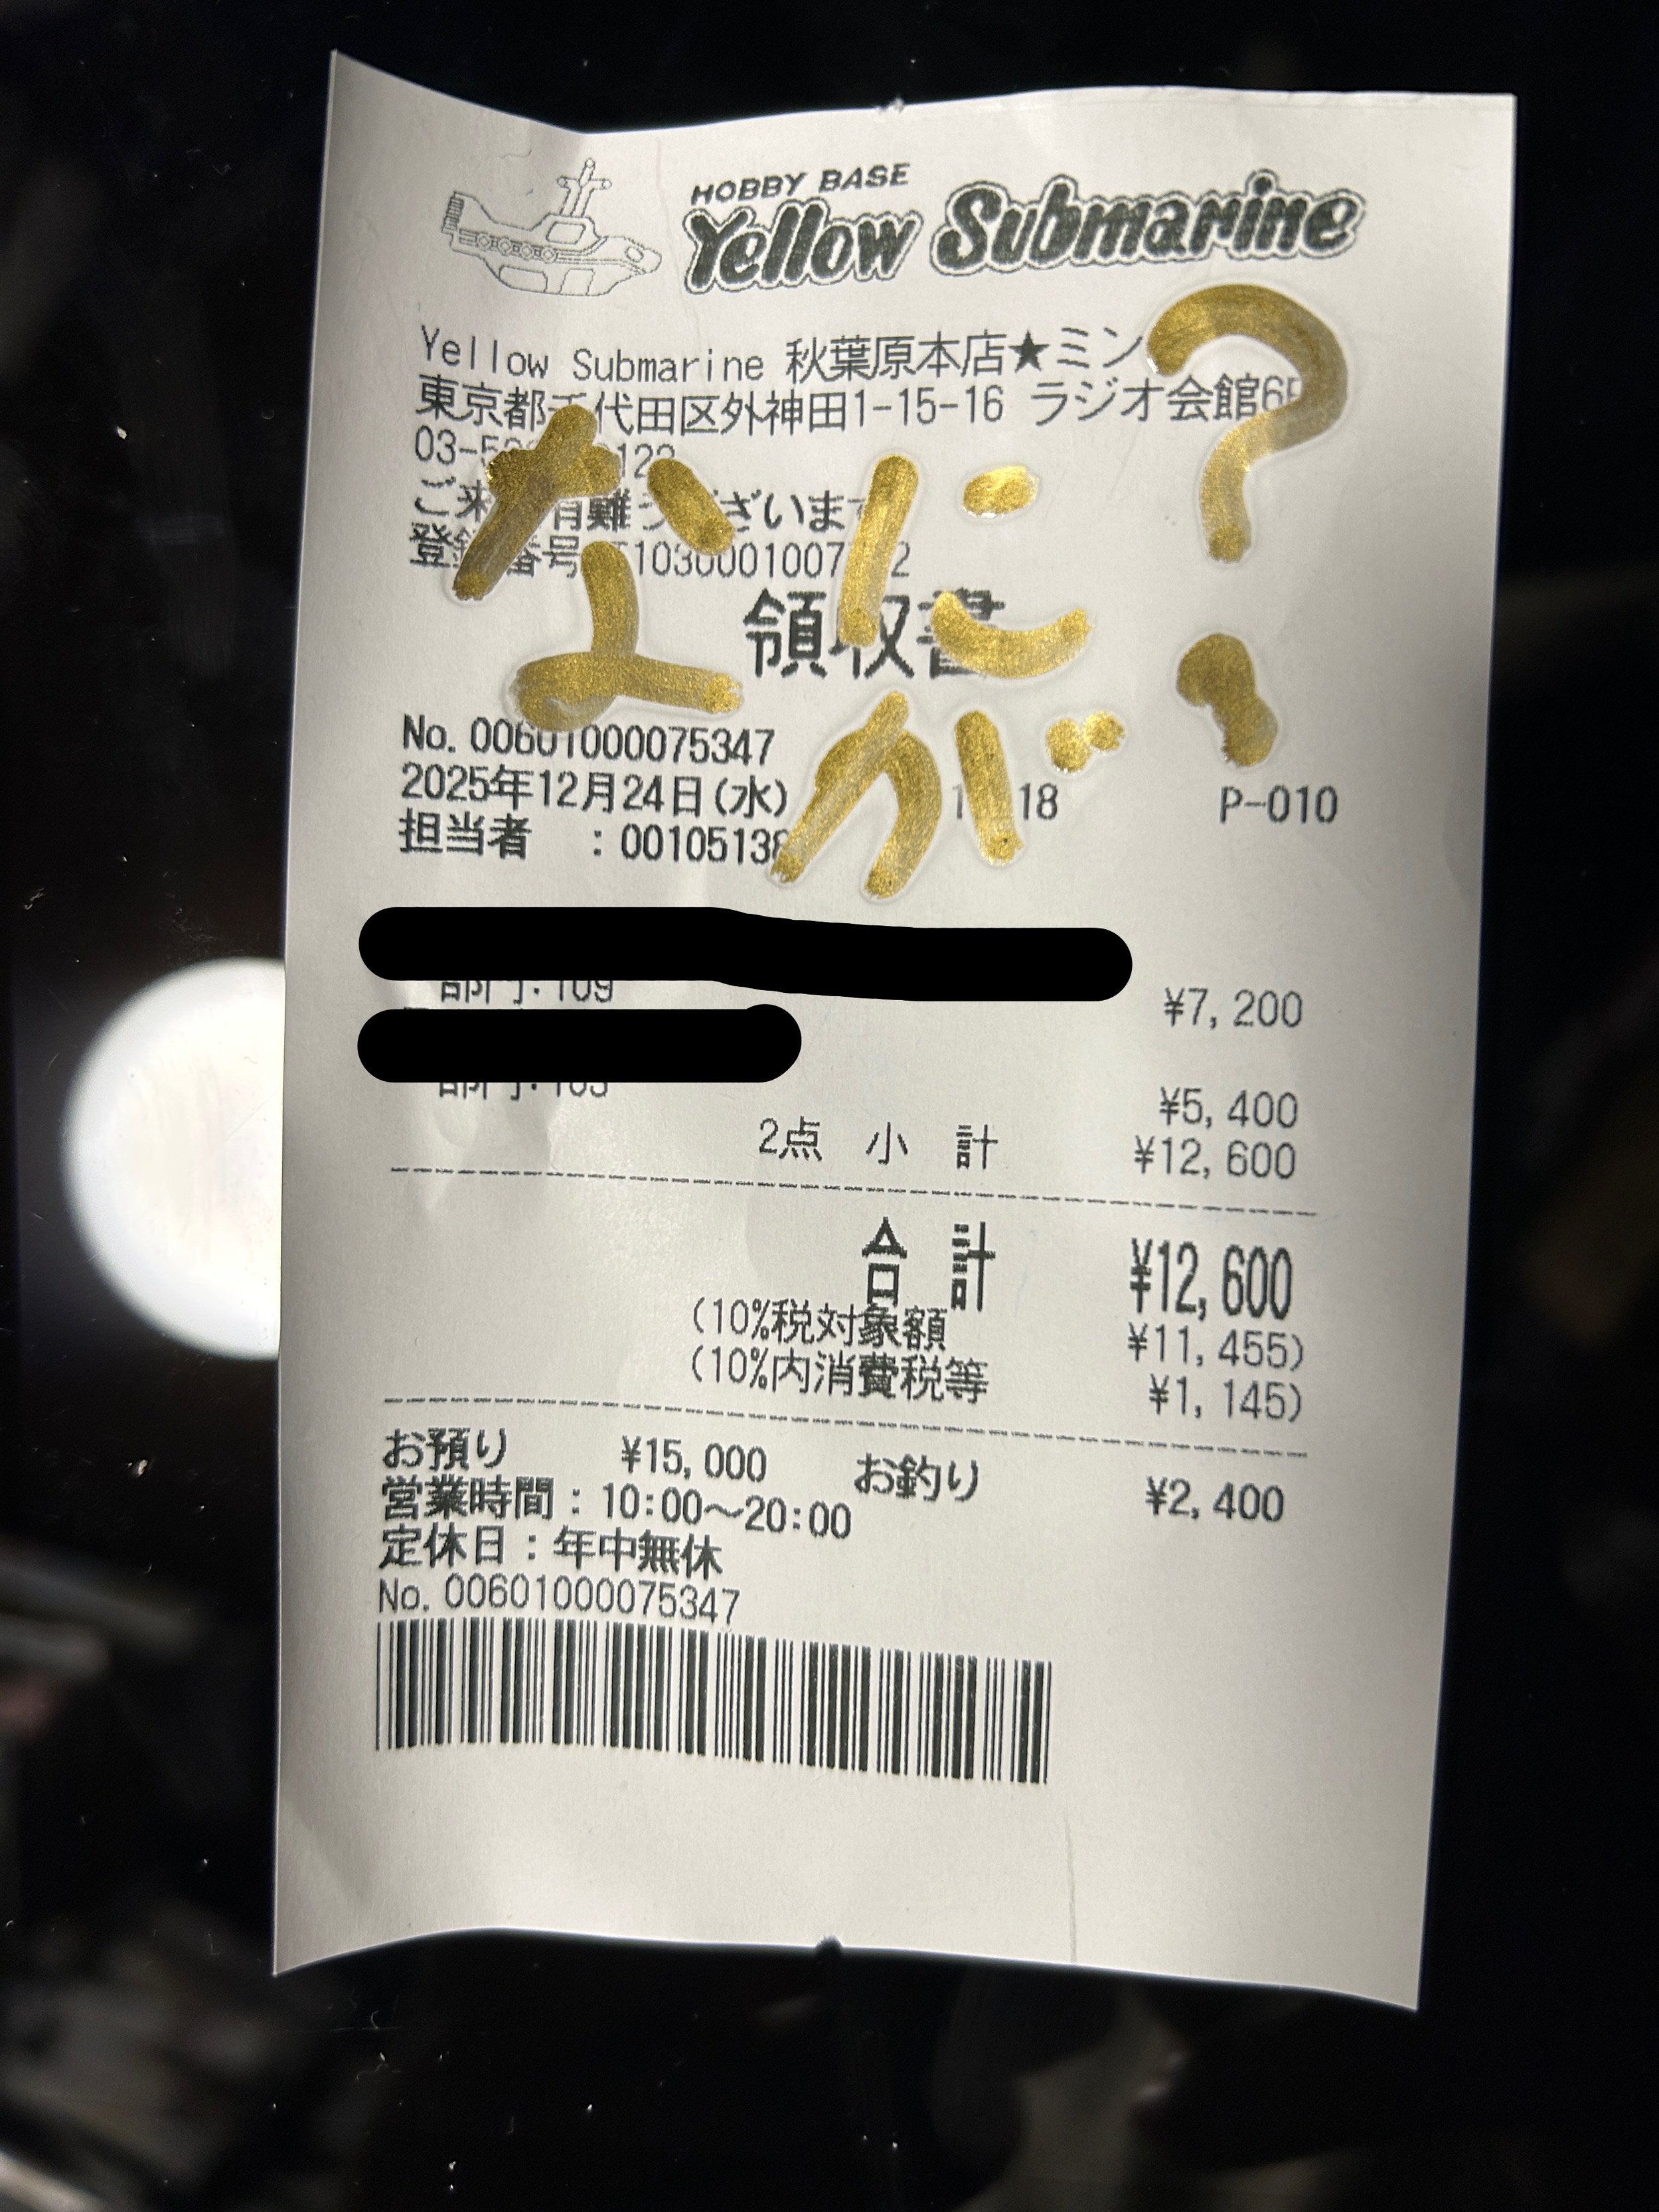 HOBBY BASE
Yellow Submarine
Yellow Submarine 秋葉原本店★ミン
東京都千代田区外神田1-15-16 ラジオ会館6F
なに
が
?
領収書
No. 00601000075347
2025年12月24日(水) P-010
担当者 : 00105138
¥7,200
¥5,400
2点 小 計 ¥12,600
合 計 ¥12,600
(10%税対象額 ¥11,455)
(10%内消費税等 ¥1,145)
お預り ¥15,000 お釣り ¥2,400
営業時間:10:00～20:00
定休日:年中無休
No. 00601000075347